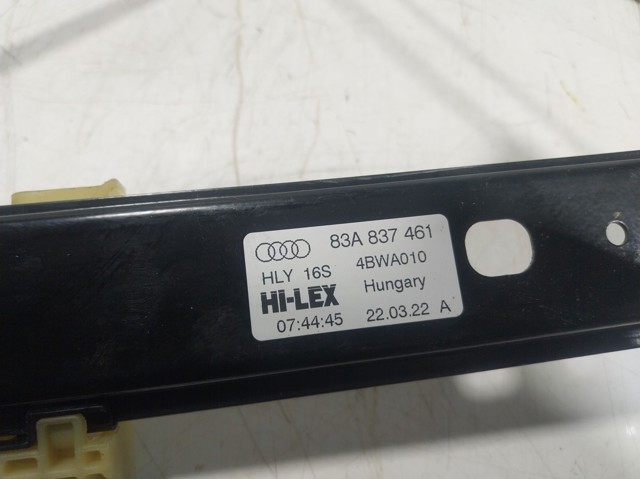 83A 837 461
HLY 16S 4BWA010
HI-LEX Hungary
07:44:45 22.03.22 A